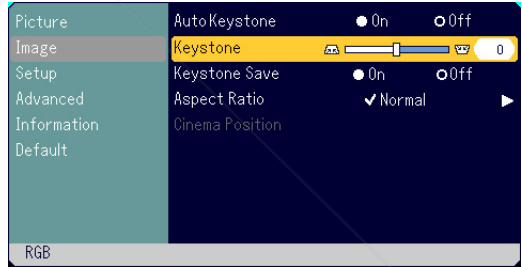 Picture
Image
Setup
Advanced
Information
Default
Auto Keystone On Off
Keystone 0
Keystone Save On Off
Aspect Ratio ✓ Normal ▶
Cinema Position
RGB